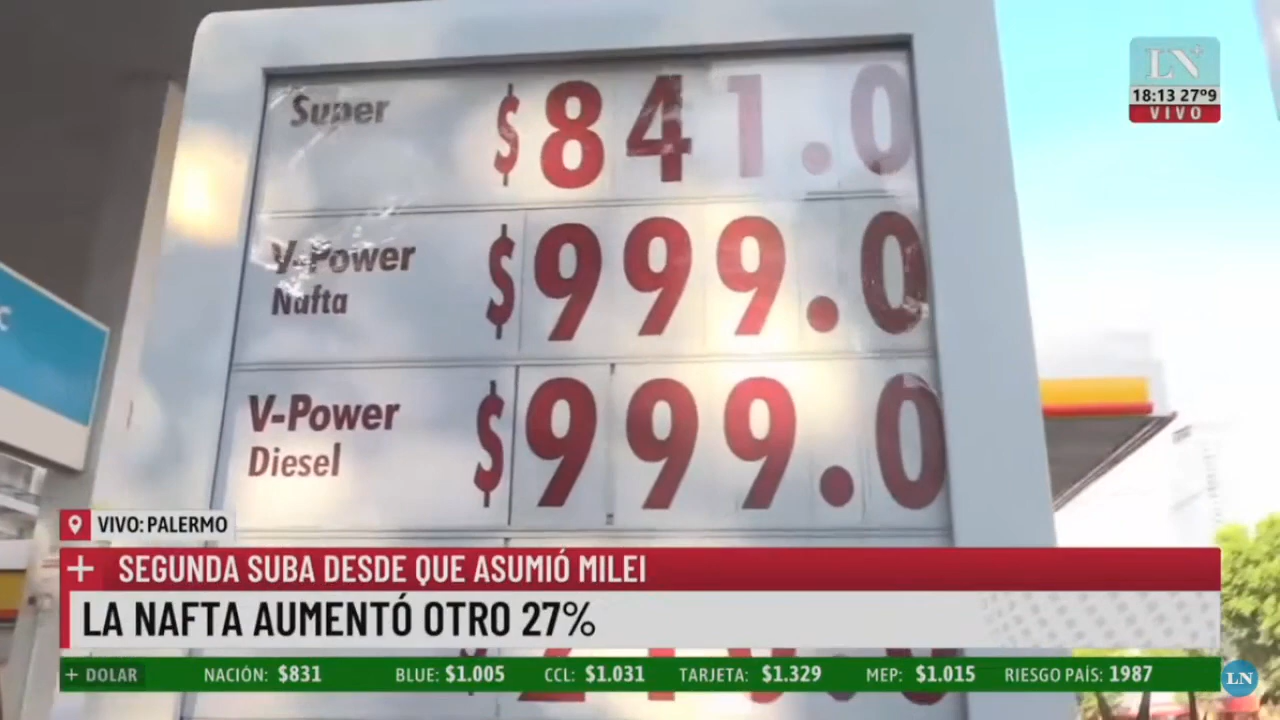 Super $841.0
V-Power
Nafta
$999.0
V-Power
Diesel
$999.0
LN+
18:13 27º9
VIVO
C
VIVO: PALERMO
+ SEGUNDA SUBA DESDE QUE ASUMIÓ MILEI
LA NAFTA AUMENTÓ OTRO 27%
+ DOLAR NACIÓN: $831 BLUE: $1.005 CCL: $1.031 TARJETA: $1.329 MEP: $1.015 RIESGO PAÍS: 1987
LN